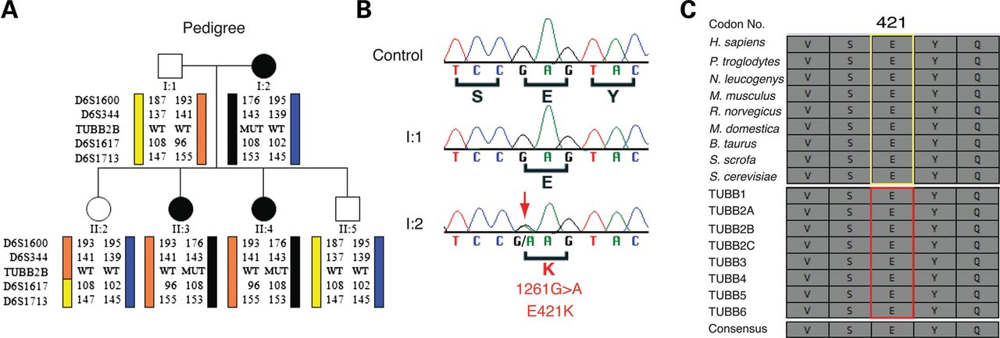 A
Pedigree
I:1 I:2
D6S1600 187 193 176 195
D6S344 137 141 143 139
TUBB2B WT WT MUT WT
D6S1617 108 96 108 102
D6S1713 147 155 153 145
II:2 II:3 II:4 II:5
D6S1600 193 195 193 176 193 176 187 195
D6S344 141 139 141 143 141 143 137 139
TUBB2B WT WT WT MUT WT MUT WT WT
D6S1617 108 102 96 108 96 108 108 102
D6S1713 147 145 155 153 155 153 147 145
B
Control
T C C G A G T A C
S E Y
I:1
T C C G A G T A C
E
I:2
T C C G/A A G T A C
K
1261G>A
E421K
C
Codon No. 421
H. sapiens V S E Y Q
P. troglodytes V S E Y Q
N. leucogenys V S E Y Q
M. musculus V S E Y Q
R. norvegicus V S E Y Q
M. domestica V S E Y Q
B. taurus V S E Y Q
S. scrofa V S E Y Q
S. cerevisiae V S E Y Q
TUBB1 V S E Y Q
TUBB2A V S E Y Q
TUBB2B V S E Y Q
TUBB2C V S E Y Q
TUBB3 V S E Y Q
TUBB4 V S E Y Q
TUBB5 V S E Y Q
TUBB6 V S E Y Q
Consensus V S E Y Q